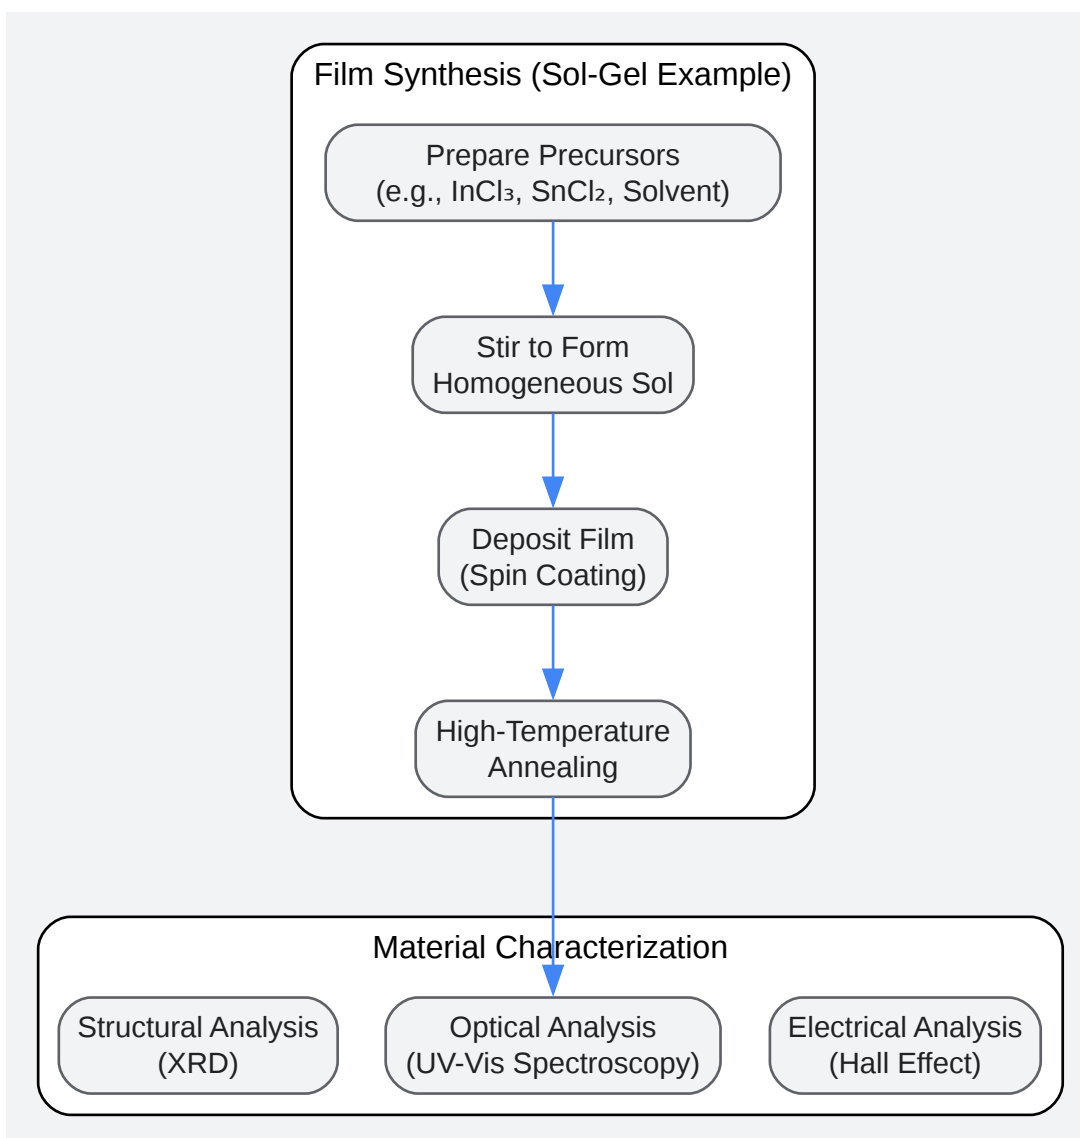 Film Synthesis (Sol-Gel Example)
Prepare Precursors
(e.g., InCl₃, SnCl₂, Solvent)
Stir to Form
Homogeneous Sol
Deposit Film
(Spin Coating)
High-Temperature
Annealing
Material Characterization
Structural Analysis
(XRD)
Optical Analysis
(UV-Vis Spectroscopy)
Electrical Analysis
(Hall Effect)